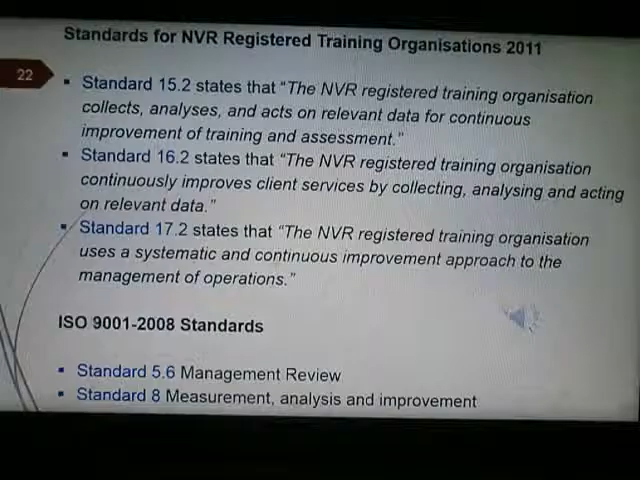 Standards for NVR Registered Training Organisations 2011
22
Standard 15.2 states that “The NVR registered training organisation
collects, analyses, and acts on relevant data for continuous
improvement of training and assessment.”
Standard 16.2 states that “The NVR registered training organisation
continuously improves client services by collecting, analysing and acting
on relevant data.”
Standard 17.2 states that “The NVR registered training organisation
uses a systematic and continuous improvement approach to the
management of operations.”
ISO 9001-2008 Standards
Standard 5.6 Management Review
Standard 8 Measurement, analysis and improvement